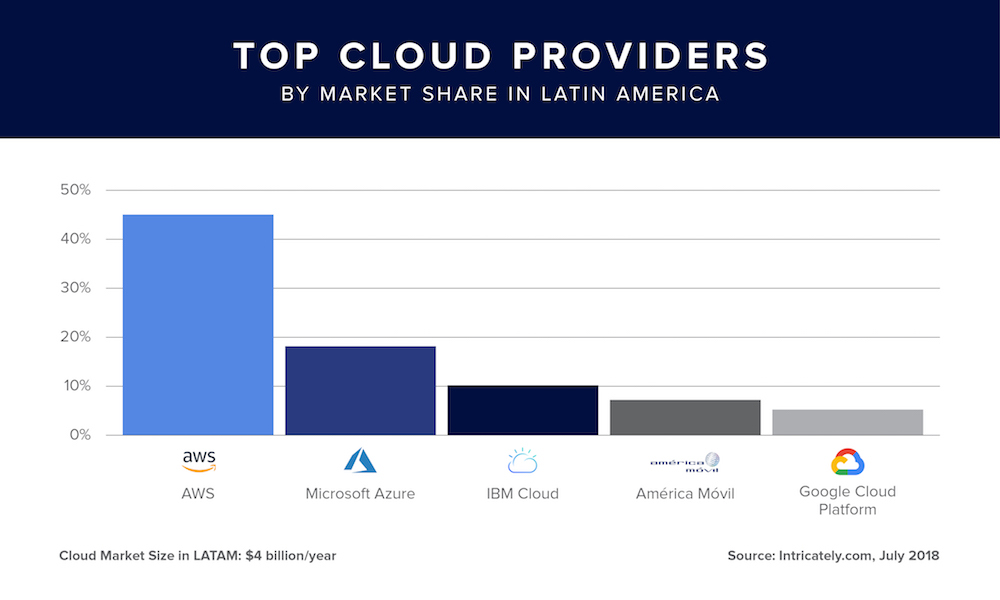 TOP CLOUD PROVIDERS
BY MARKET SHARE IN LATIN AMERICA
50%
40%
30%
20%
10%
0%
aws
américa
móvil
AWS
Microsoft Azure
IBM Cloud
América Móvil
Google Cloud
Platform
Cloud Market Size in LATAM: $4 billion/year
Source: Intricately.com, July 2018